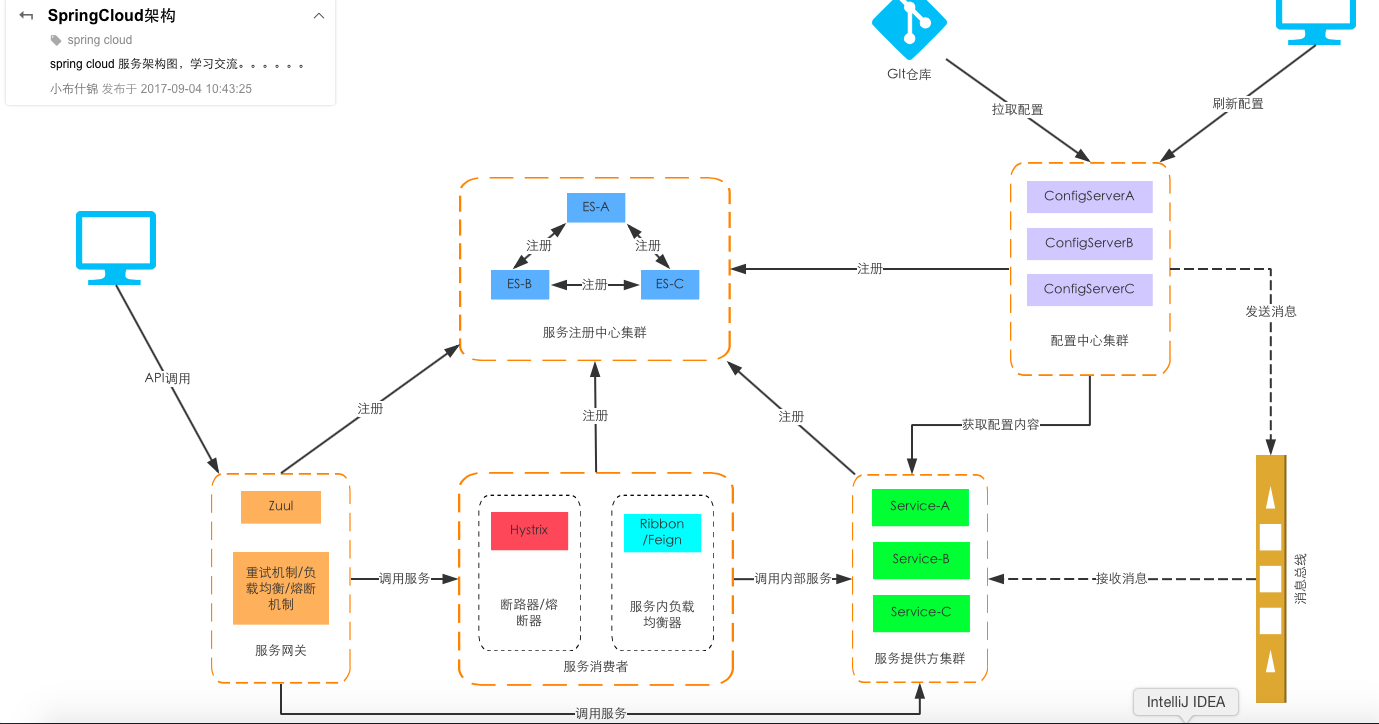 SpringCloud架构
spring cloud
spring cloud 服务架构图，学习交流。。。。。。
小布什锦 发布于 2017-09-04 10:43:25
GIt仓库
拉取配置
刷新配置
ConfigServerA
ConfigServerB
ConfigServerC
配置中心集群
ES-A
注册
注册
ES-B
注册
ES-C
服务注册中心集群
注册
发送消息
API调用
注册
注册
注册
获取配置内容
Zuul
重试机制/负
载均衡/熔断
机制
服务网关
调用服务
Hystrix
断路器/熔
断器
Ribbon
/Feign
服务内负载
均衡器
服务消费者
调用内部服务
Service-A
Service-B
Service-C
服务提供方集群
接收消息
消息总线
调用服务
IntelliJ IDEA